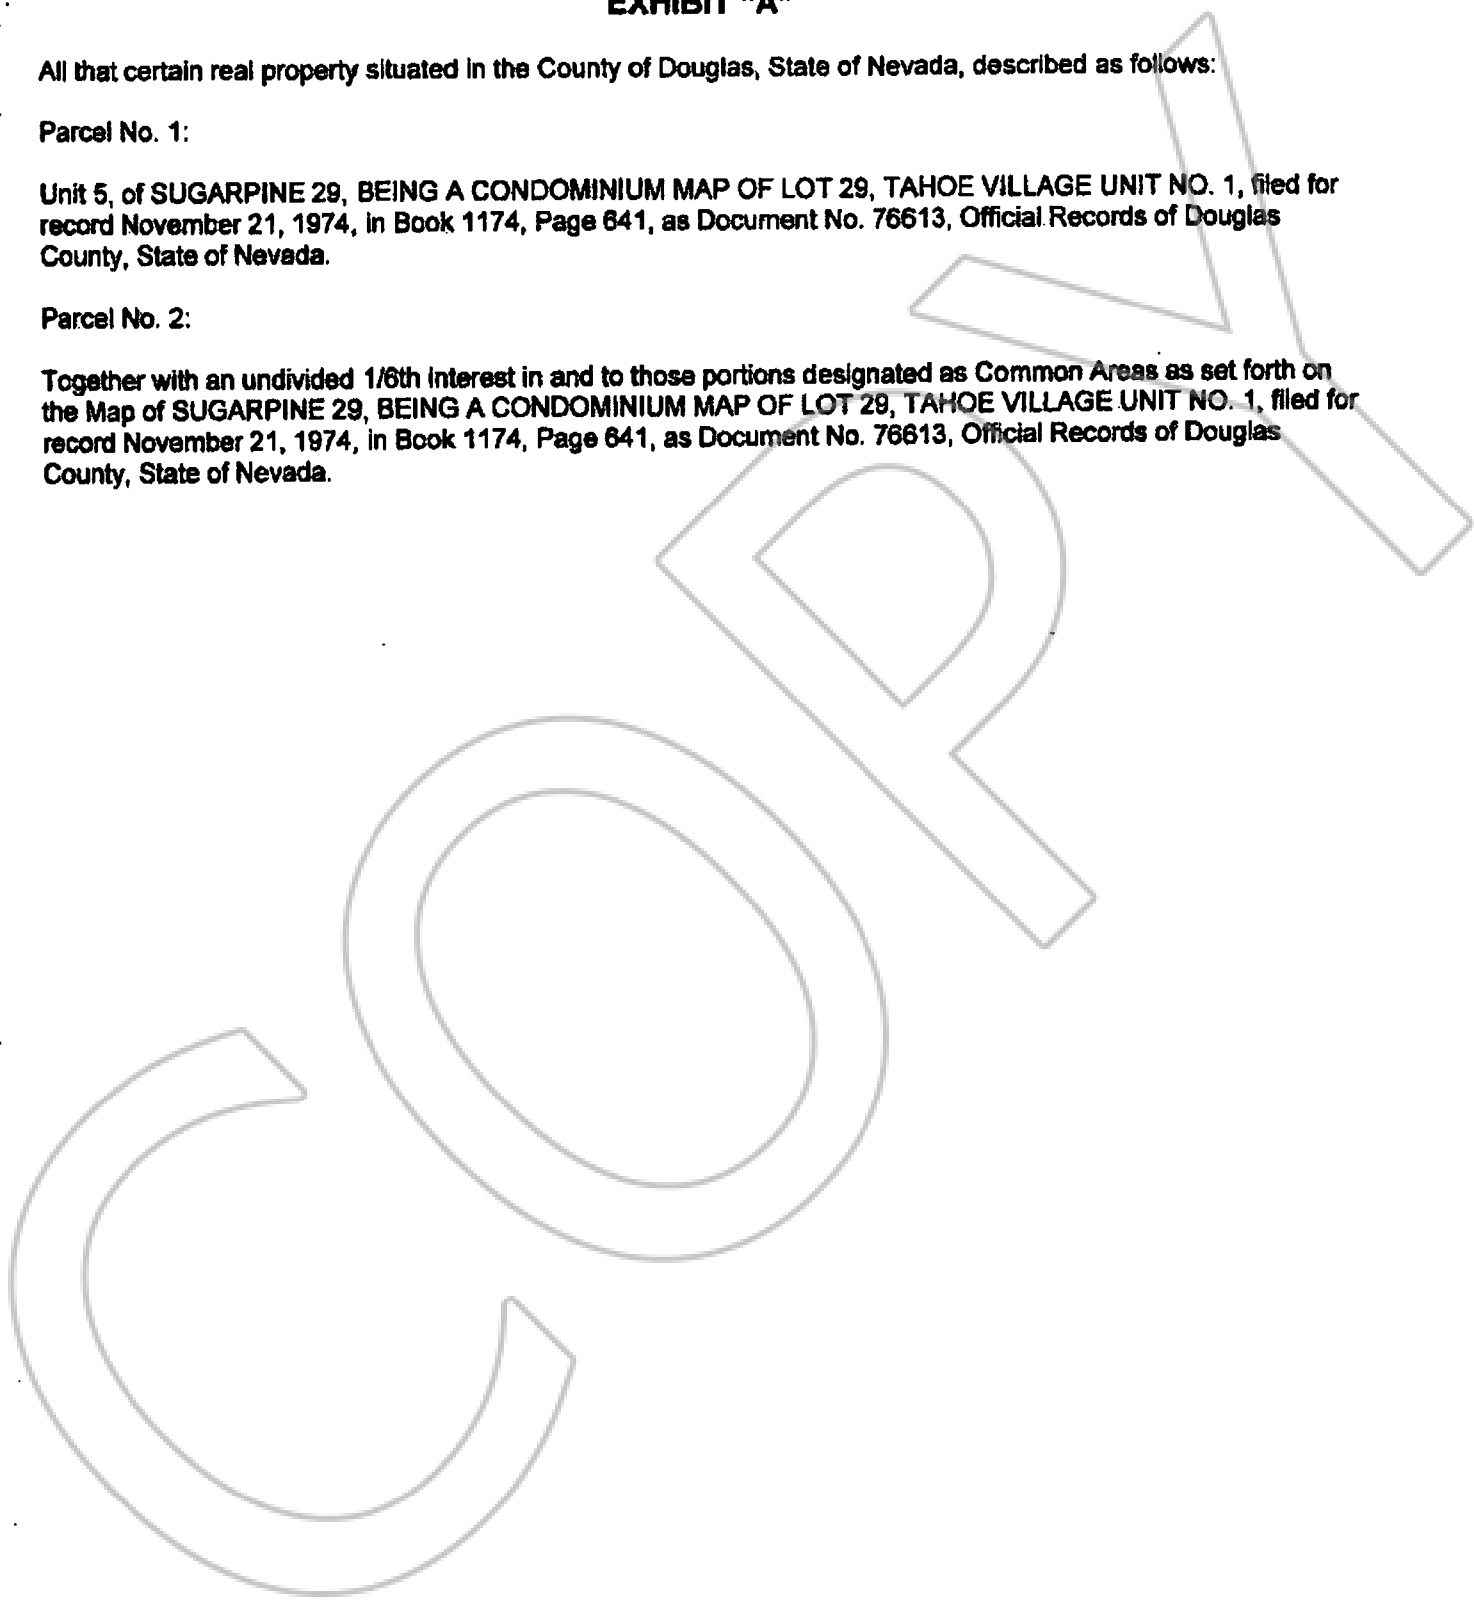 EXHIBIT "A"
All that certain real property situated in the County of Douglas, State of Nevada, described as follows:
Parcel No. 1:
Unit 5, of SUGARPINE 29, BEING A CONDOMINIUM MAP OF LOT 29, TAHOE VILLAGE UNIT NO. 1, filed for
record November 21, 1974, in Book 1174, Page 641, as Document No. 76613, Official Records of Douglas
County, State of Nevada.
Parcel No. 2:
Together with an undivided 1/6th interest in and to those portions designated as Common Areas as set forth on
the Map of SUGARPINE 29, BEING A CONDOMINIUM MAP OF LOT 29, TAHOE VILLAGE UNIT NO. 1, filed for
record November 21, 1974, in Book 1174, Page 641, as Document No. 76613, Official Records of Douglas
County, State of Nevada.
COPY